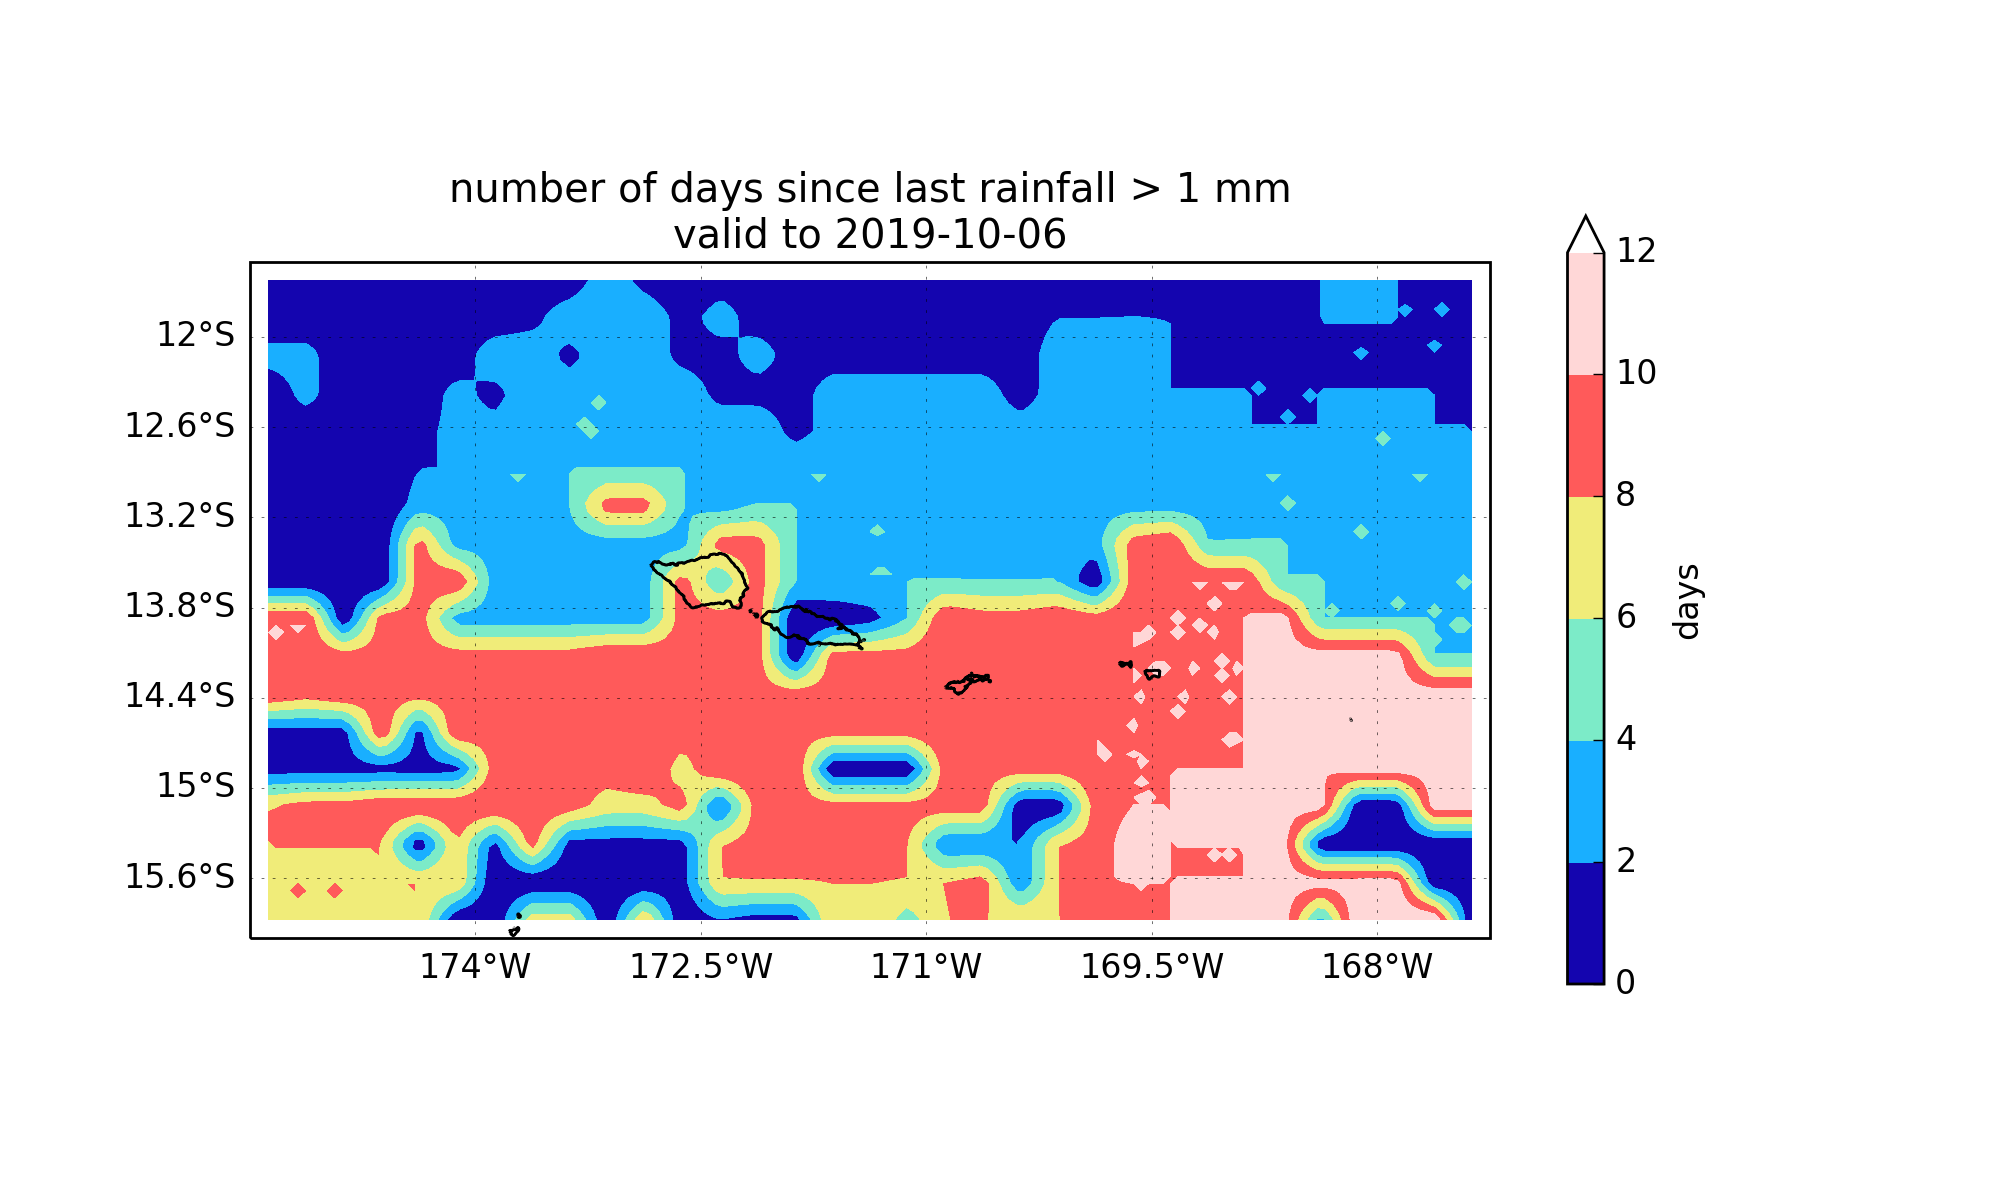 number of days since last rainfall > 1 mm
valid to 2019-10-06
12°S
12.6°S
13.2°S
13.8°S
14.4°S
15°S
15.6°S
174°W
172.5°W
171°W
169.5°W
168°W
12
10
8
6
4
2
0
days